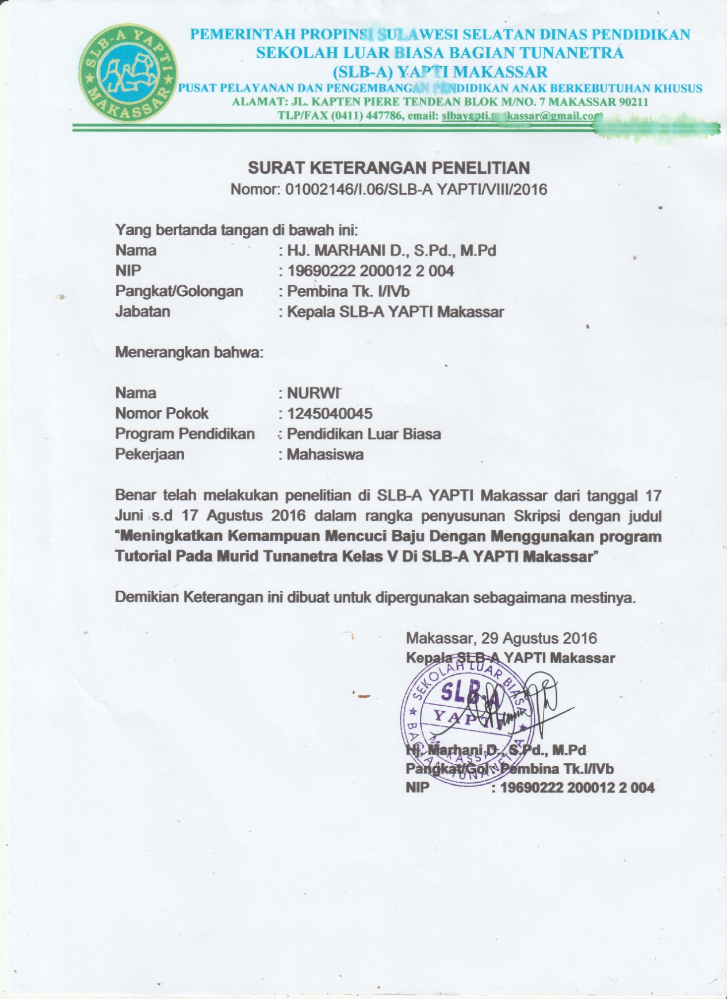 SLB-A YAPTI
MAKASSAR
PEMERINTAH PROPINSI SULAWESI SELATAN DINAS PENDIDIKAN
SEKOLAH LUAR BIASA BAGIAN TUNANETRA
(SLB-A) YAPTI MAKASSAR
PUSAT PELAYANAN DAN PENGEMBANGAN PENDIDIKAN ANAK BERKEBUTUHAN KHUSUS
ALAMAT: JL. KAPTEN PIERE TENDEAN BLOK M/NO. 7 MAKASSAR 90211
TLP/FAX (0411) 447786, email: slbayapti.makassar@gmail.com
SURAT KETERANGAN PENELITIAN
Nomor: 01002146/I.06/SLB-A YAPTI/VIII/2016
Yang bertanda tangan di bawah ini:
Nama : HJ. MARHANI D., S.Pd., M.Pd
NIP : 19690222 200012 2 004
Pangkat/Golongan : Pembina Tk. I/IVb
Jabatan : Kepala SLB-A YAPTI Makassar
Menerangkan bahwa:
Nama : NURWI
Nomor Pokok : 1245040045
Program Pendidikan : Pendidikan Luar Biasa
Pekerjaan : Mahasiswa
Benar telah melakukan penelitian di SLB-A YAPTI Makassar dari tanggal 17
Juni s.d 17 Agustus 2016 dalam rangka penyusunan Skripsi dengan judul
“Meningkatkan Kemampuan Mencuci Baju Dengan Menggunakan program
Tutorial Pada Murid Tunanetra Kelas V Di SLB-A YAPTI Makassar”
Demikian Keterangan ini dibuat untuk dipergunakan sebagaimana mestinya.
Makassar, 29 Agustus 2016
Kepala SLB-A YAPTI Makassar
SEKOLAH LUAR BIASA
SLB-A
YAPTI
MAKASSAR
BAGIAN TUNANETRA
Hj. Marhani D., S.Pd., M.Pd
Pangkat/Gol : Pembina Tk.I/IVb
NIP : 19690222 200012 2 004